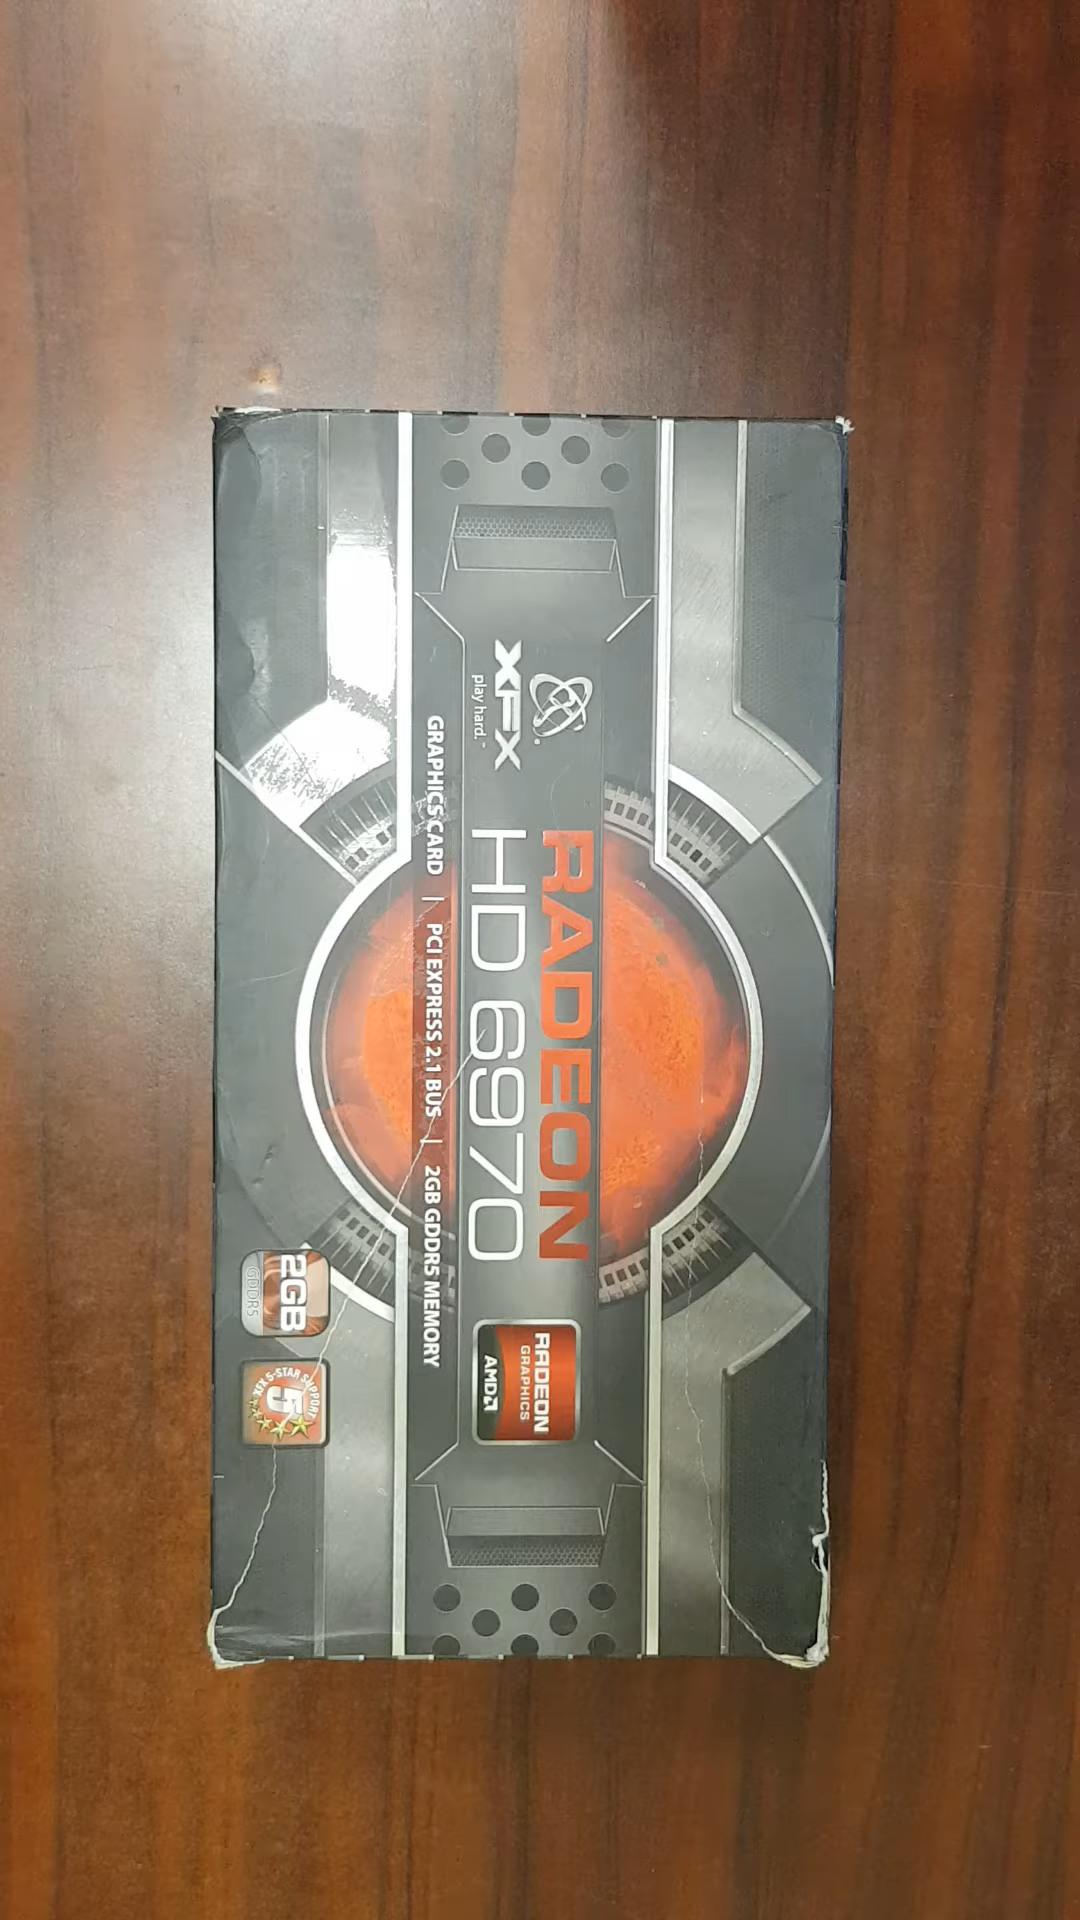 XFX
play hard.™
RADEON
HD 6970
RADEON
GRAPHICS
AMD
GRAPHICS CARD | PCI EXPRESS 2.1 BUS | 2GB GDDR5 MEMORY
2GB
GDDR5
XFX 5-STAR SUPPORT
5